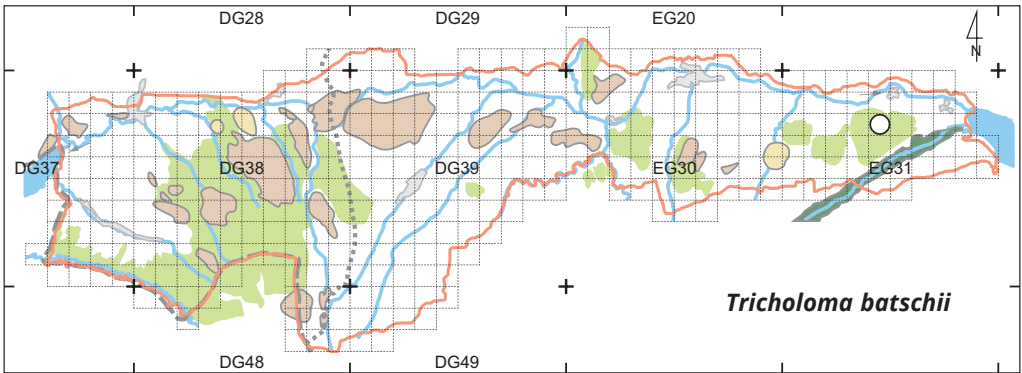 DG28 DG29 EG20
N
DG37 DG38 DG39 EG30 EG31
Tricholoma batschii
DG48 DG49